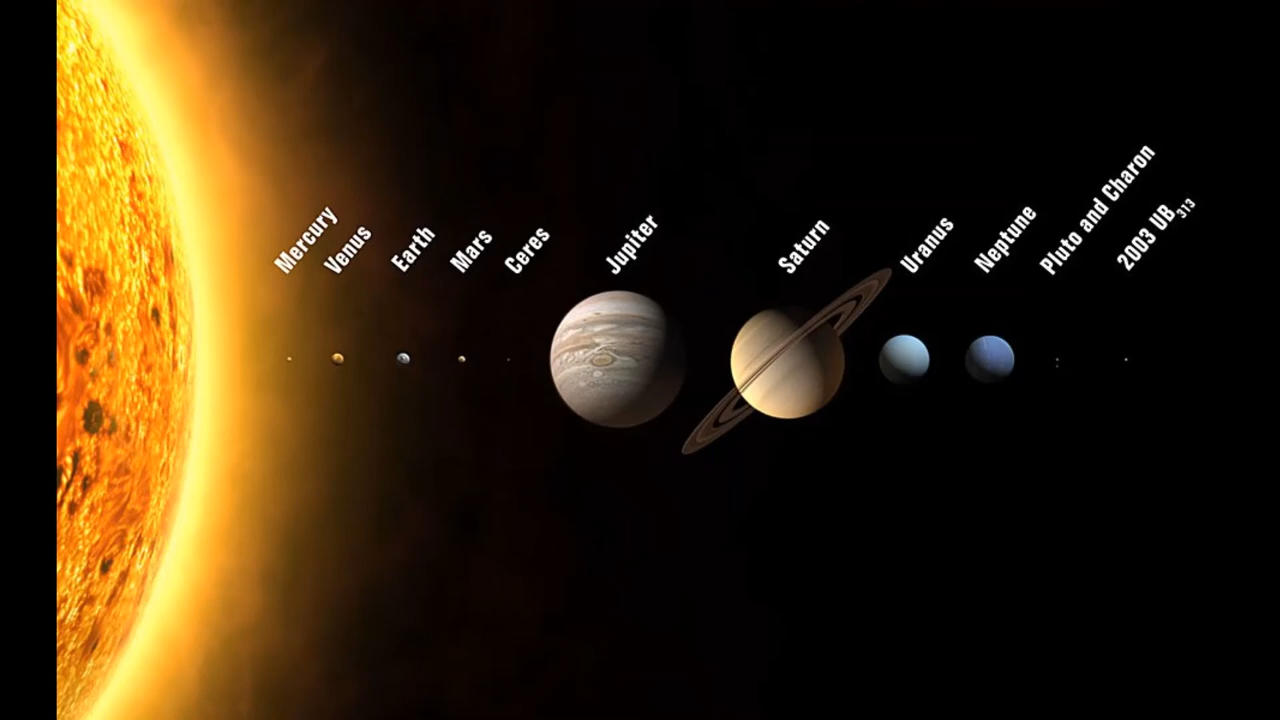 Mercury
Venus
Earth
Mars
Ceres
Jupiter
Saturn
Uranus
Neptune
Pluto and Charon
2003 UB313